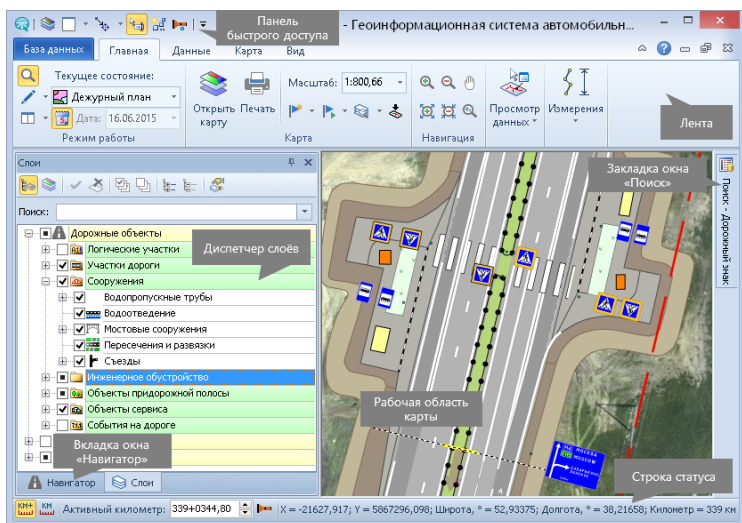 Панель
быстрого доступа
- Геоинформационная система автомобильн...
База данных Главная Данные Карта Вид
Текущее состояние:
Дежурный план
Дата: 16.06.2015
Режим работы
Открыть карту
Печать
Масштаб: 1:800,66
Карта
Навигация
Просмотр данных
Измерения
Лента
Слои
Поиск:
Дорожные объекты
Логические участки
Участки дороги
Сооружения
Водопропускные трубы
Водоотведение
Мостовые сооружения
Пересечения и развязки
Съезды
Инженерное обустройство
Объекты придорожной полосы
Объекты сервиса
События на дороге
Диспетчер слоёв
Вкладка окна
«Навигатор»
Навигатор Слои
Закладка окна
«Поиск»
Поиск - Дорожный знак
Рабочая область
карты
МОСКВА
MOSCOW
Строка статуса
КМ+ КМ Активный километр: 339+0344,80 X = -21627,917; Y = 5867296,098; Широта, ° = 52,93375; Долгота, ° = 38,21658; Километр = 339 км